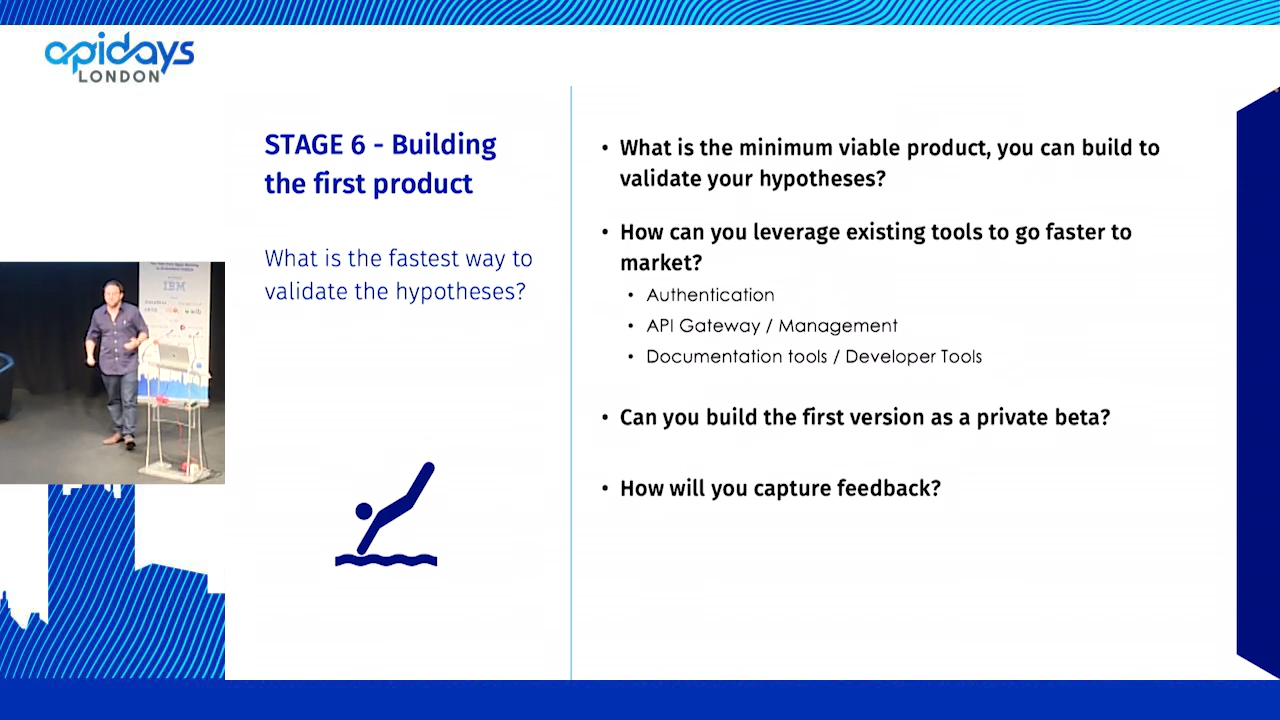 apidays
LONDON
STAGE 6 - Building
the first product
What is the fastest way to
validate the hypotheses?
• What is the minimum viable product, you can build to
validate your hypotheses?
• How can you leverage existing tools to go faster to
market?
• Authentication
• API Gateway / Management
• Documentation tools / Developer Tools
• Can you build the first version as a private beta?
• How will you capture feedback?
IBM